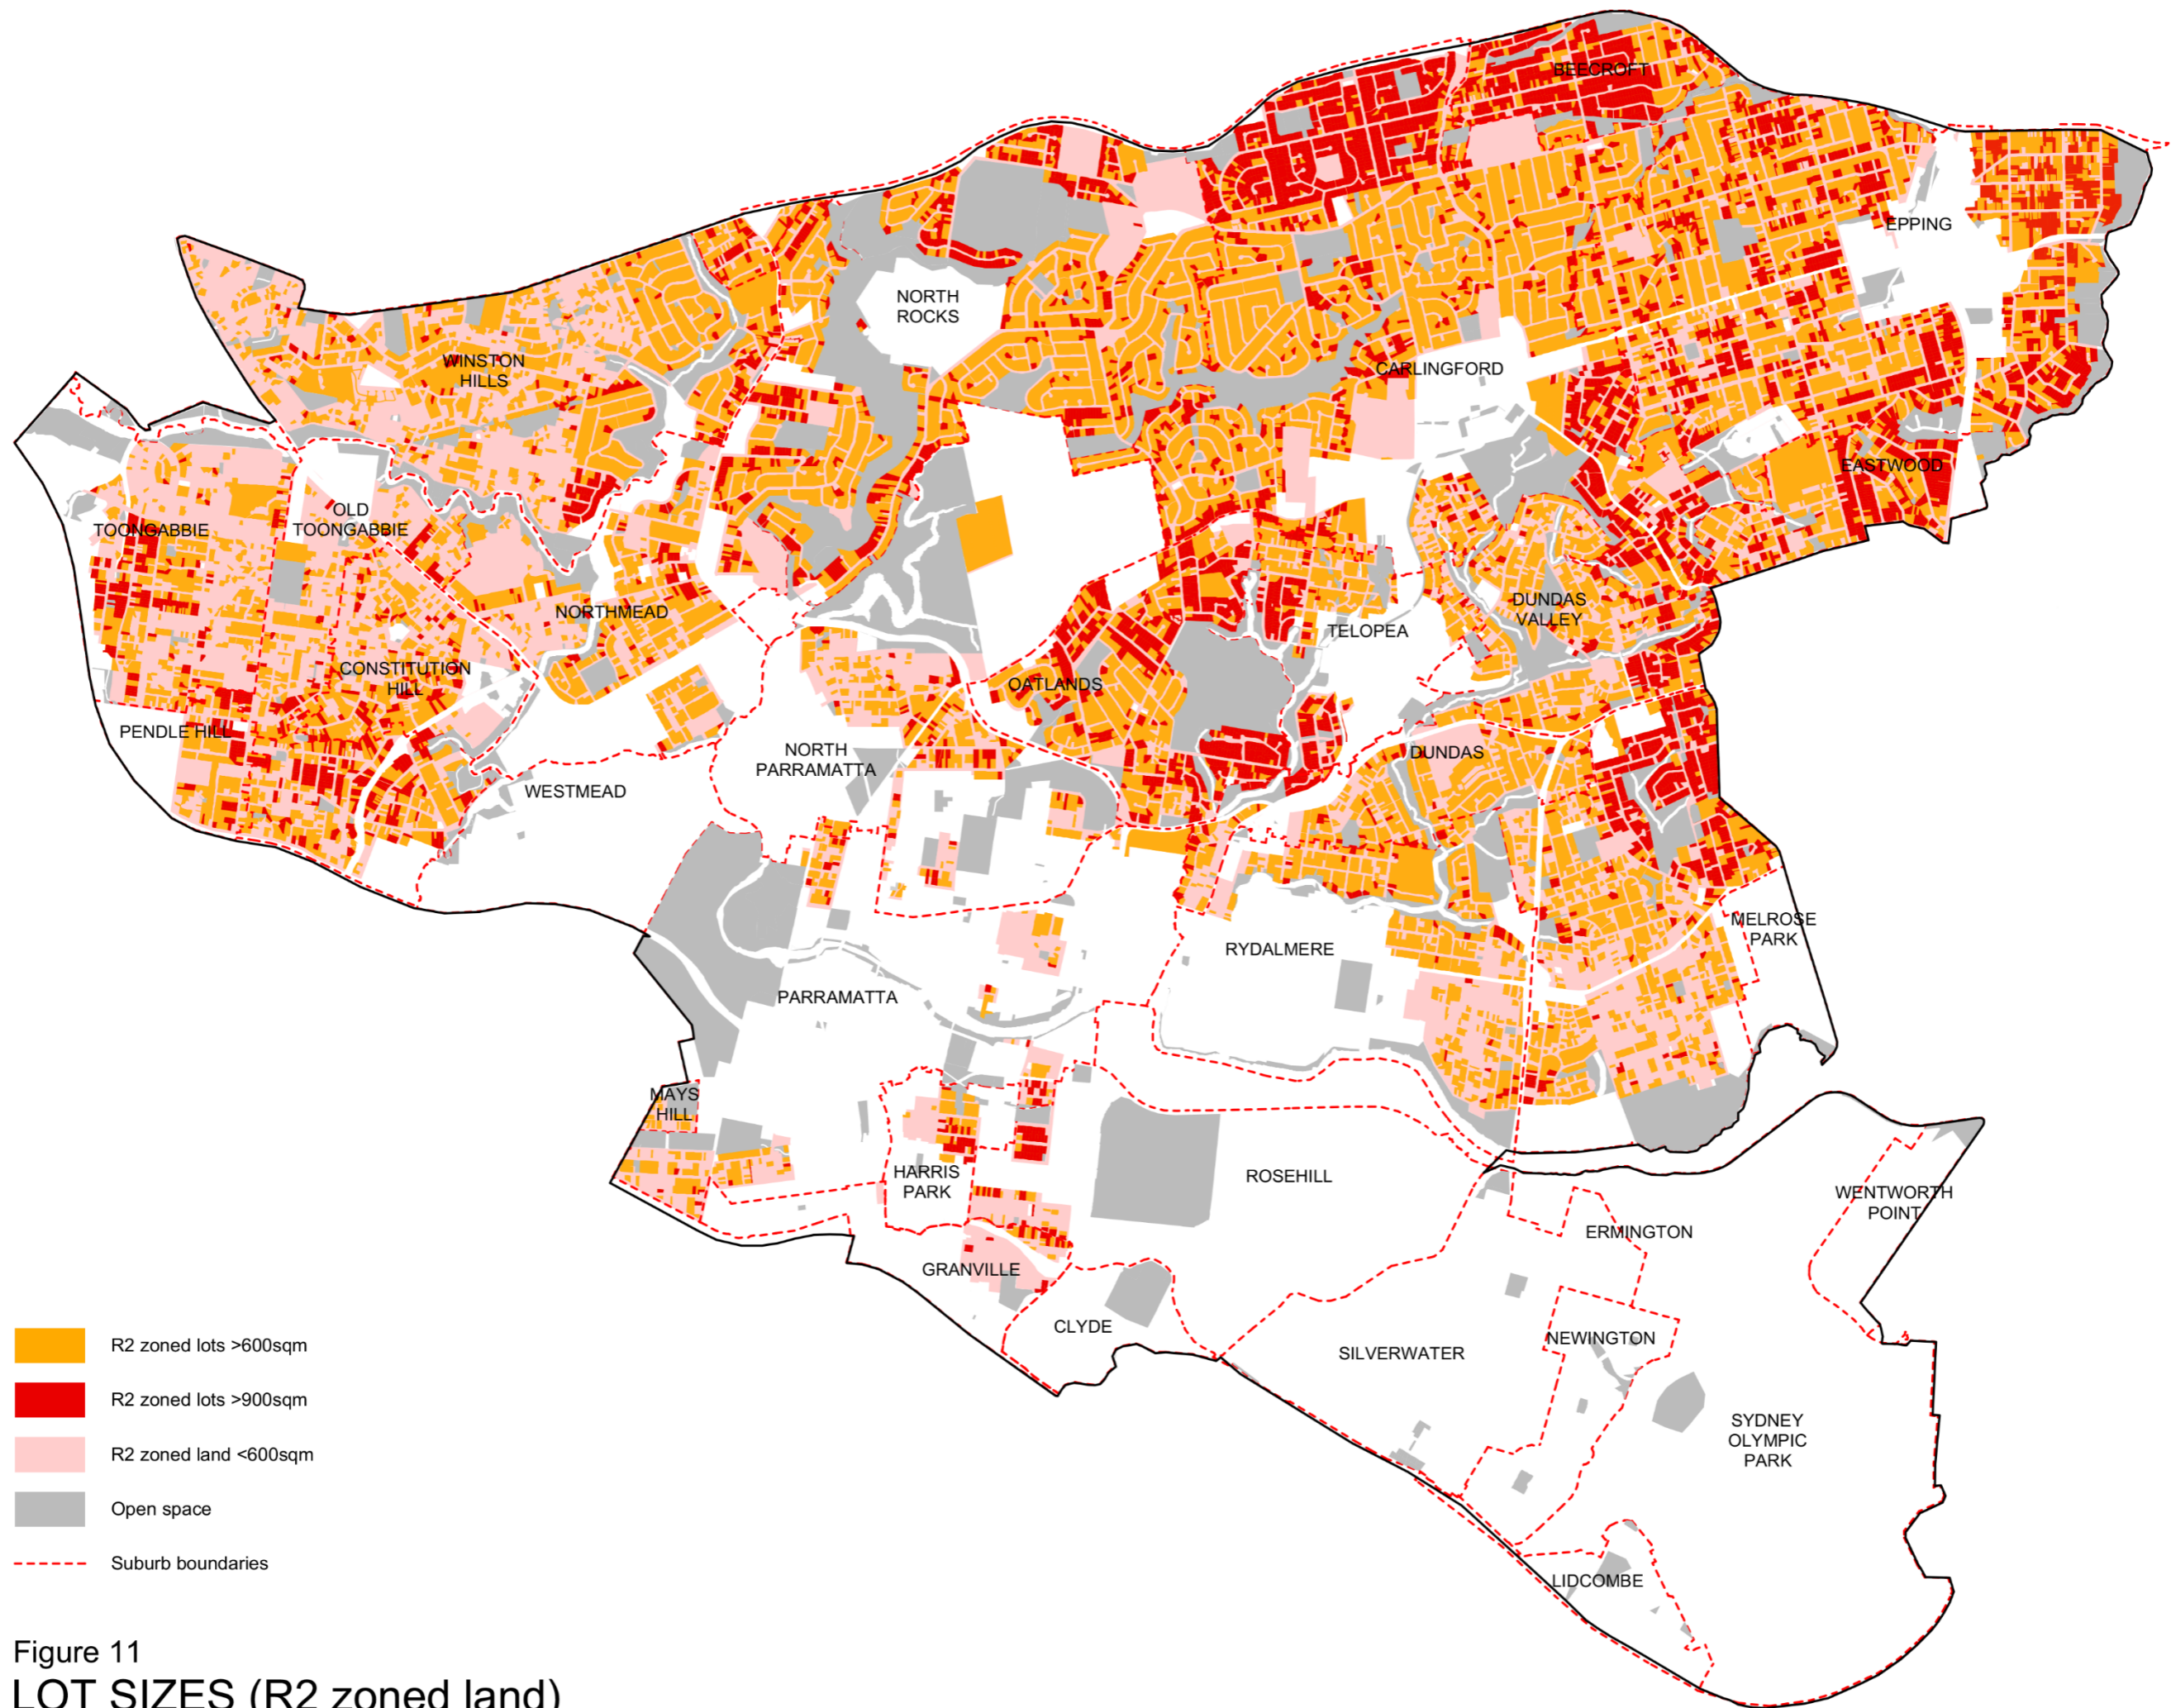 BEECROFT
EPPING
NORTH
ROCKS
WINSTON
HILLS
CARLINGFORD
EASTWOOD
TOONGABBIE
OLD
TOONGABBIE
NORTHMEAD
DUNDAS
VALLEY
TELOPEA
CONSTITUTION
HILL
OATLANDS
PENDLE HILL
NORTH
PARRAMATTA
DUNDAS
WESTMEAD
MELROSE
PARK
RYDALMERE
PARRAMATTA
MAYS
HILL
HARRIS
PARK
ROSEHILL
WENTWORTH
POINT
ERMINGTON
GRANVILLE
CLYDE
NEWINGTON
SILVERWATER
SYDNEY
OLYMPIC
PARK
LIDCOMBE
R2 zoned lots >600sqm
R2 zoned lots >900sqm
R2 zoned land <600sqm
Open space
Suburb boundaries
Figure 11
LOT SIZES (R2 zoned land)